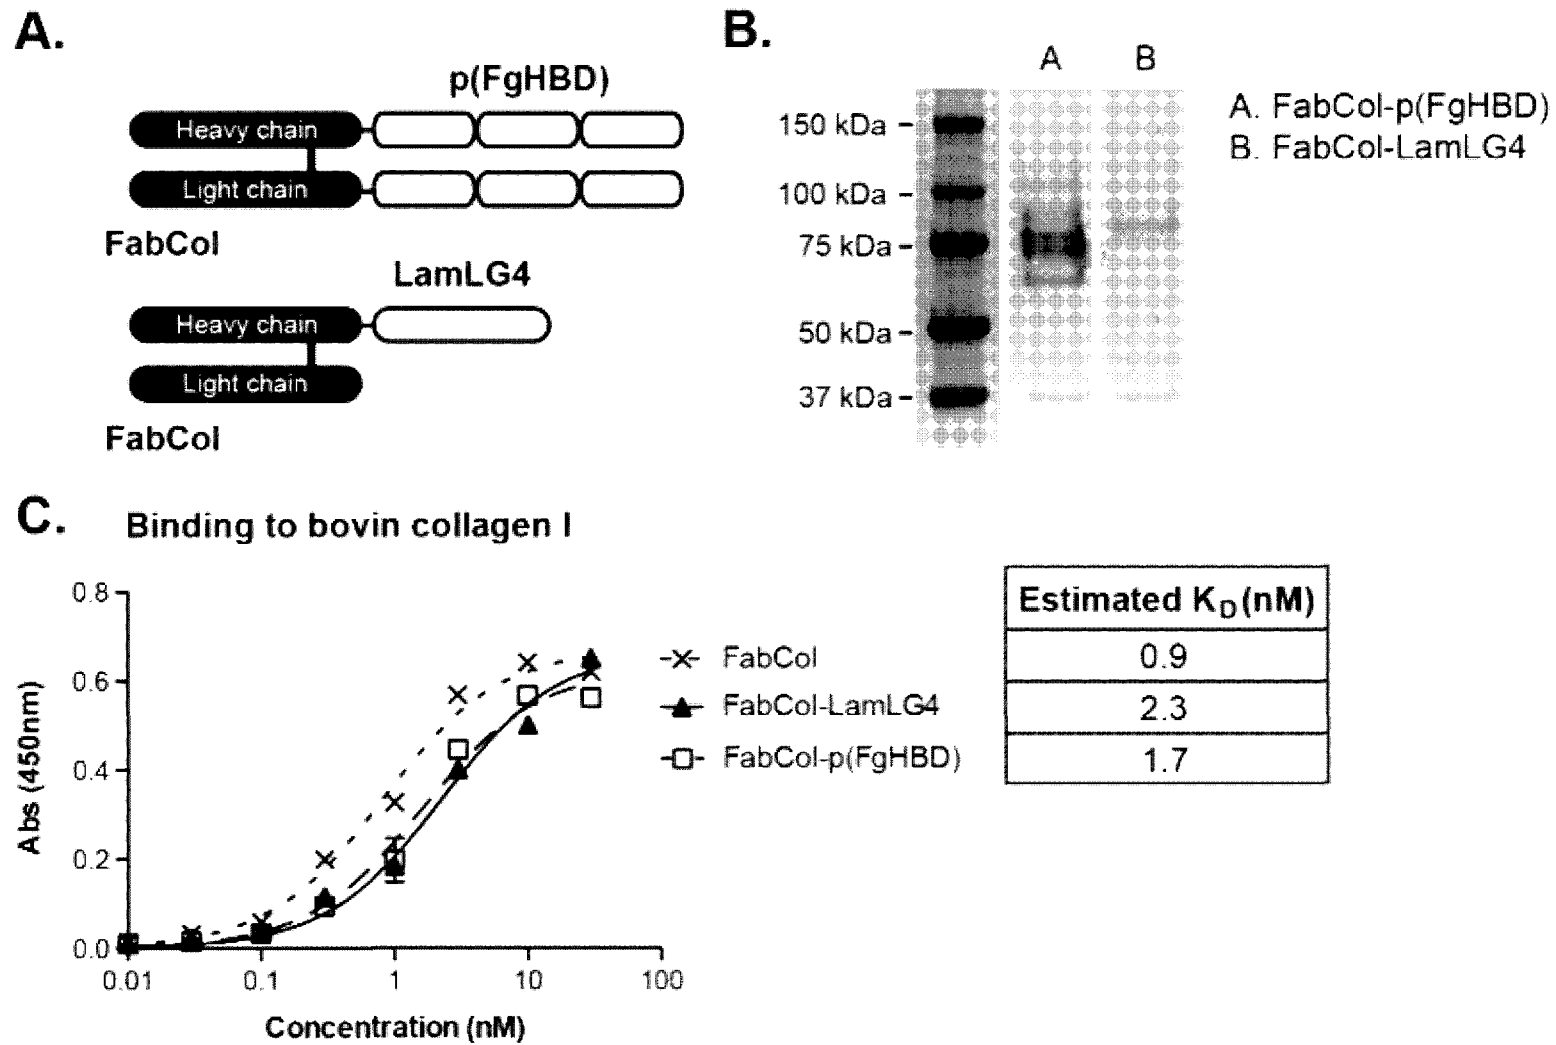 A.
p(FgHBD)
Heavy chain
Light chain
FabCol
LamLG4
Heavy chain
Light chain
FabCol
B.
A B
150 kDa
100 kDa
75 kDa
50 kDa
37 kDa
A. FabCol-p(FgHBD)
B. FabCol-LamLG4
C. Binding to bovin collagen I
Abs (450nm)
0.8
0.6
0.4
0.2
0.0
0.01 0.1 1 10 100
Concentration (nM)
FabCol
FabCol-LamLG4
FabCol-p(FgHBD)
Estimated KD (nM)
0.9
2.3
1.7